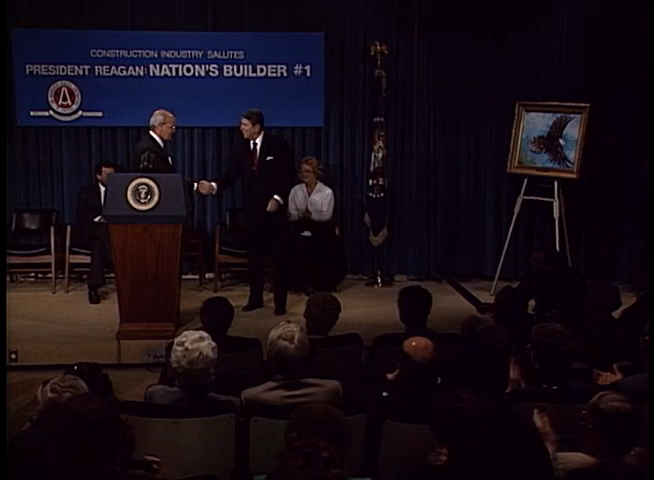 CONSTRUCTION INDUSTRY SALUTES
PRESIDENT REAGAN: NATION'S BUILDER #1